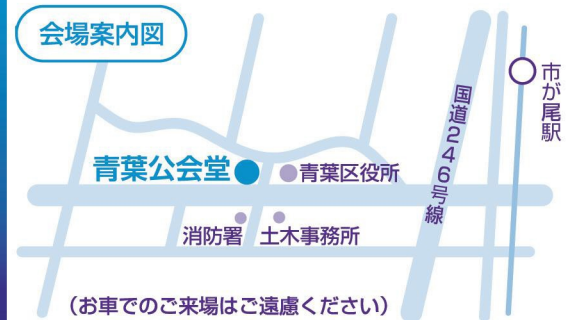 会場案内図
市が尾駅
国道246号線
青葉公会堂
青葉区役所
消防署
土木事務所
(お車でのご来場はご遠慮ください)